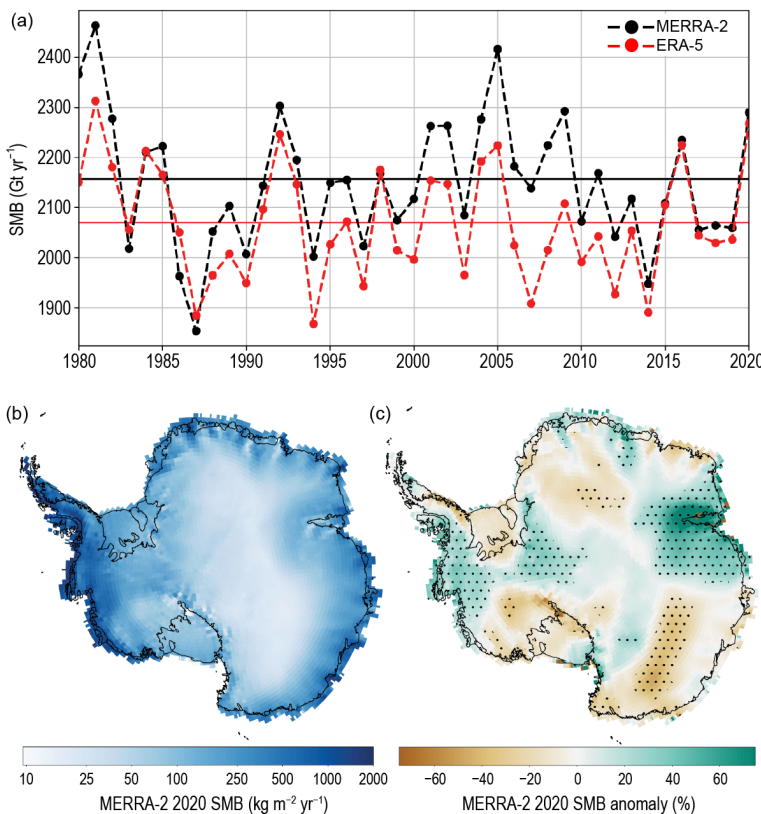 (a)
MERRA-2
ERA-5
SMB (Gt yr⁻¹)
2400
2300
2200
2100
2000
1900
1980 1985 1990 1995 2000 2005 2010 2015 2020
(b) (c)
10 25 50 100 250 500 1000 2000
MERRA-2 2020 SMB (kg m⁻² yr⁻¹)
−60 −40 −20 0 20 40 60
MERRA-2 2020 SMB anomaly (%)